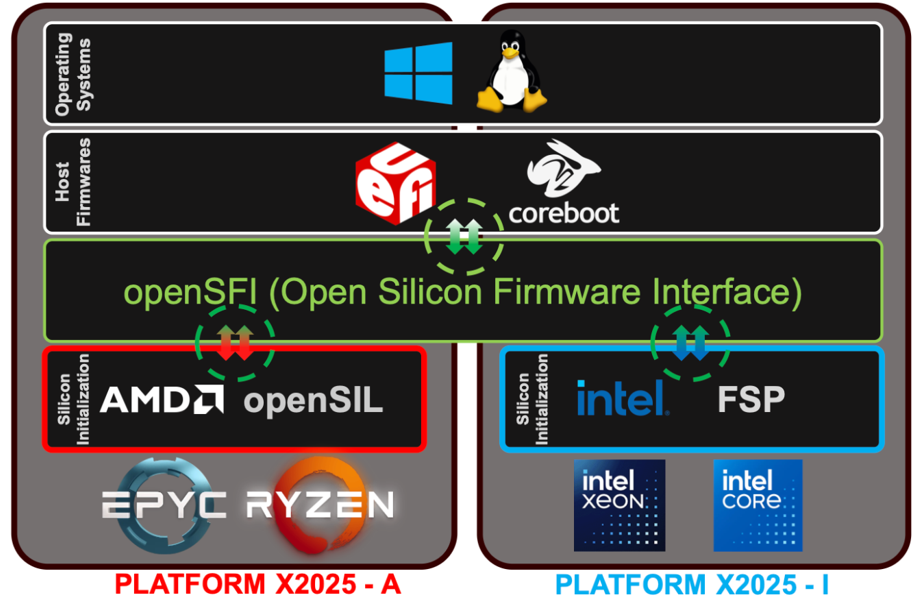 Operating
Systems
Host
Firmwares
uefi
coreboot
openSFI (Open Silicon Firmware Interface)
Silicon
Initialization
AMD openSIL
Silicon
Initialization
intel. FSP
EPYC RYZEN
intel
XEON
intel
CORE
PLATFORM X2025 - A
PLATFORM X2025 - I